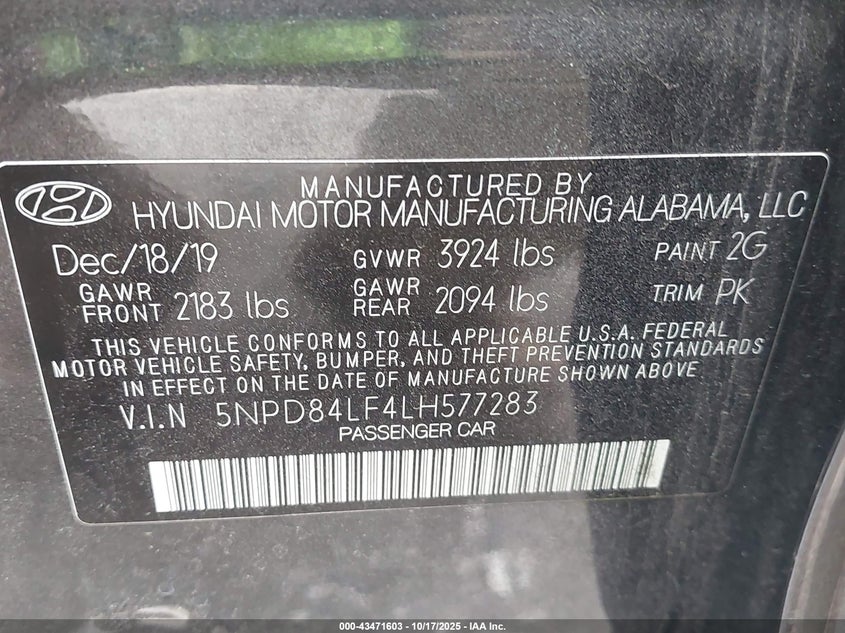 MANUFACTURED BY
HYUNDAI MOTOR MANUFACTURING ALABAMA, LLC
Dec/18/19 GVWR 3924 lbs PAINT 2G
GAWR FRONT 2183 lbs GAWR REAR 2094 lbs TRIM PK
THIS VEHICLE CONFORMS TO ALL APPLICABLE U.S.A. FEDERAL
MOTOR VEHICLE SAFETY, BUMPER, AND THEFT PREVENTION STANDARDS
IN EFFECT ON THE DATE OF MANUFACTURE SHOWN ABOVE
V.I.N 5NPD84LF4LH577283
PASSENGER CAR
000-43471603 - 10/17/2025 - IAA Inc.